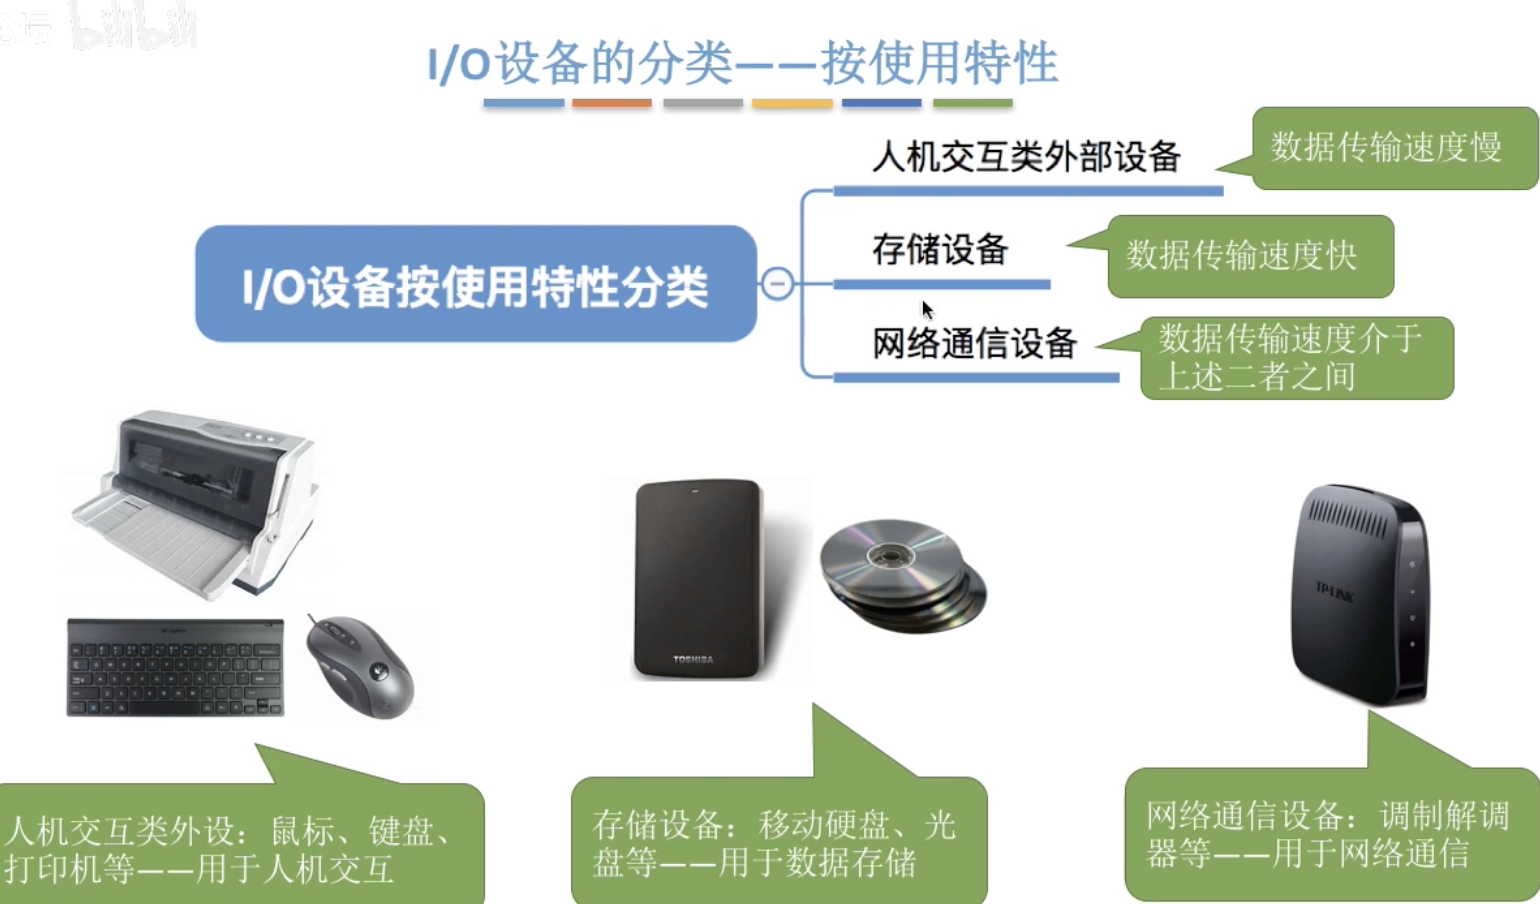 bilibili
I/O设备的分类——按使用特性
人机交互类外部设备
数据传输速度慢
存储设备
数据传输速度快
I/O设备按使用特性分类
网络通信设备
数据传输速度介于
上述二者之间
TOSHIBA
TP-LINK
人机交互类外设：鼠标、键盘、
打印机等——用于人机交互
存储设备：移动硬盘、光
盘等——用于数据存储
网络通信设备：调制解调
器等——用于网络通信